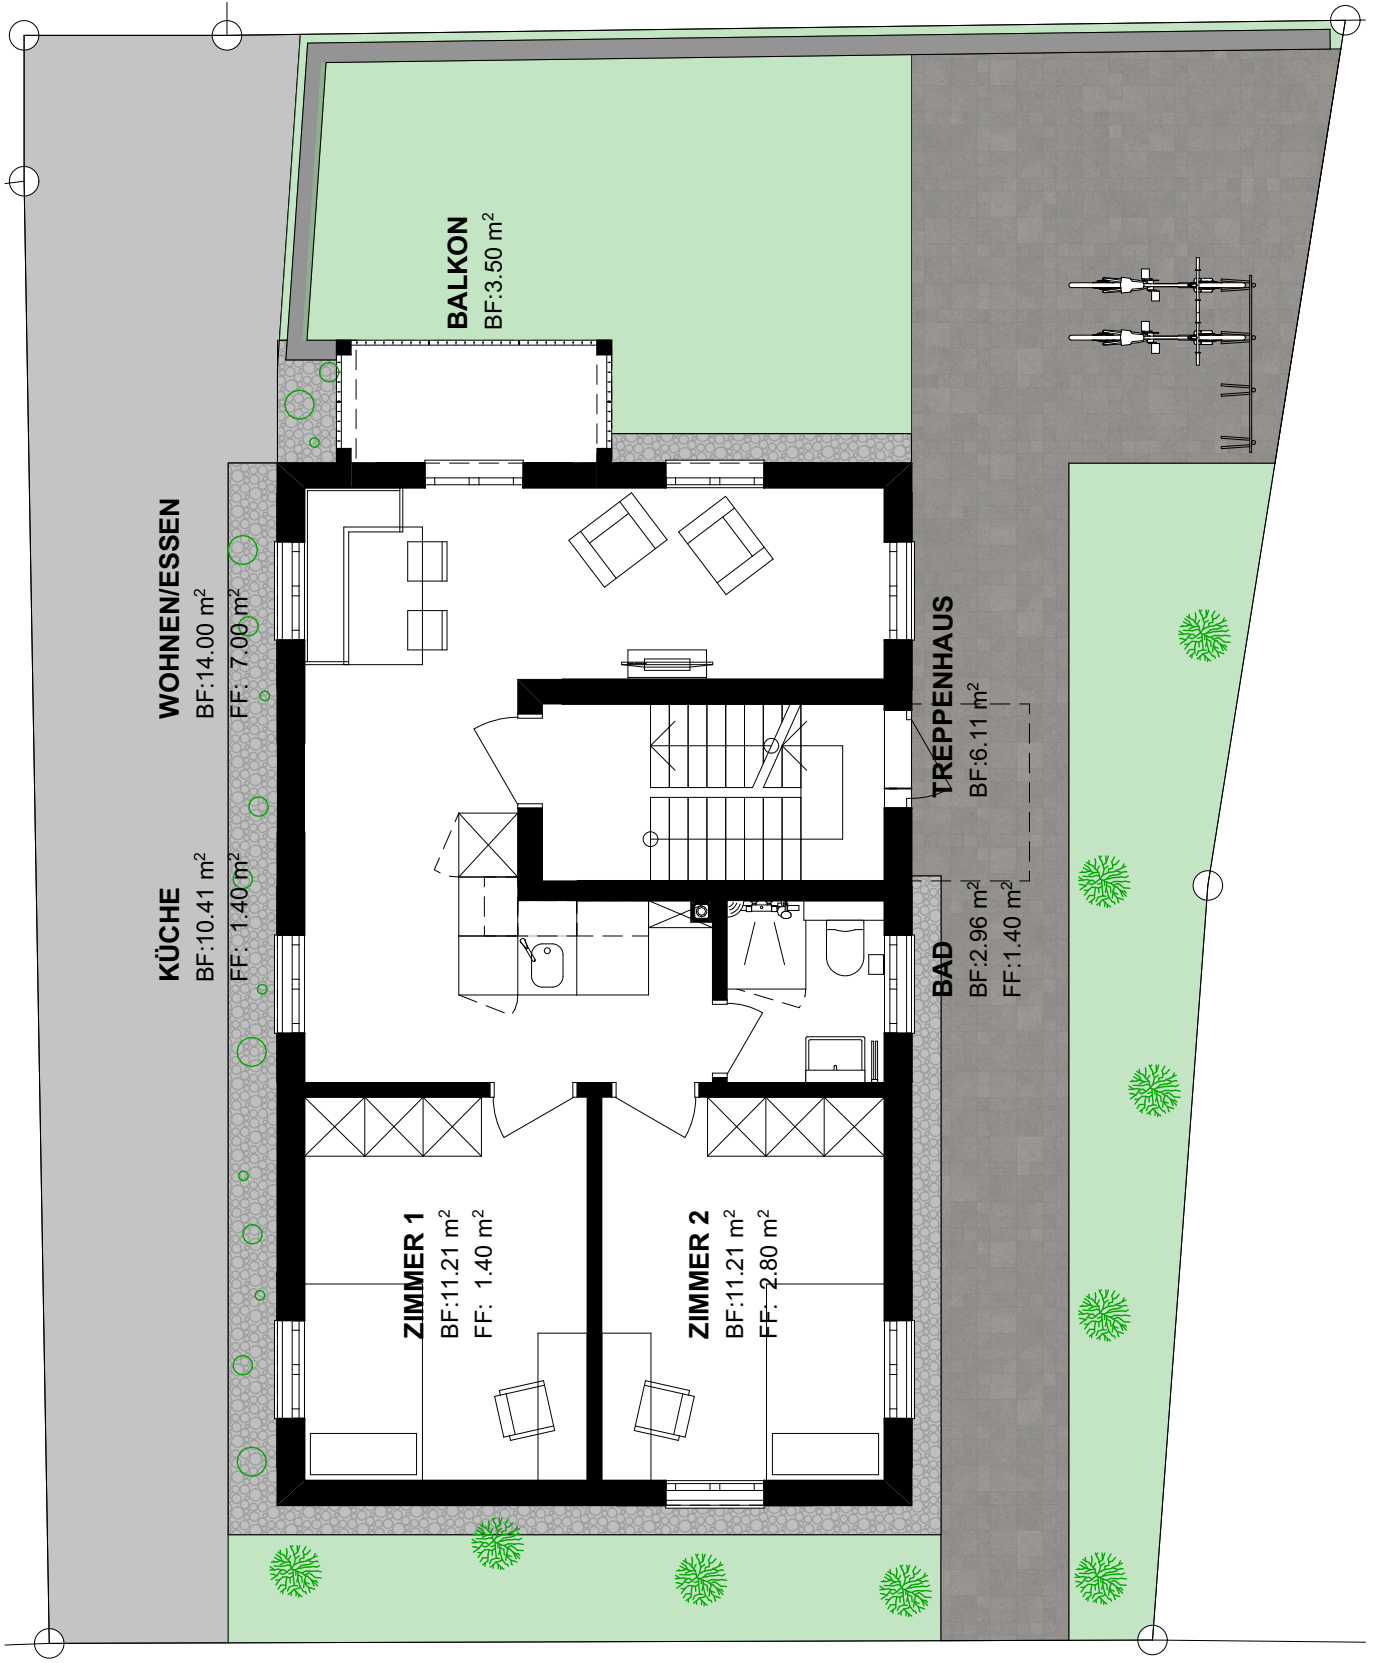 WOHNEN/ESSEN
BF:14.00 m²
FF: 7.00 m²
KÜCHE
BF:10.41 m²
FF: 1.40 m²
BALKON
BF:3.50 m²
TREPPENHAUS
BF:6.11 m²
BAD
BF:2.96 m²
FF:1.40 m²
ZIMMER 1
BF:11.21 m²
FF: 1.40 m²
ZIMMER 2
BF:11.21 m²
FF: 2.80 m²